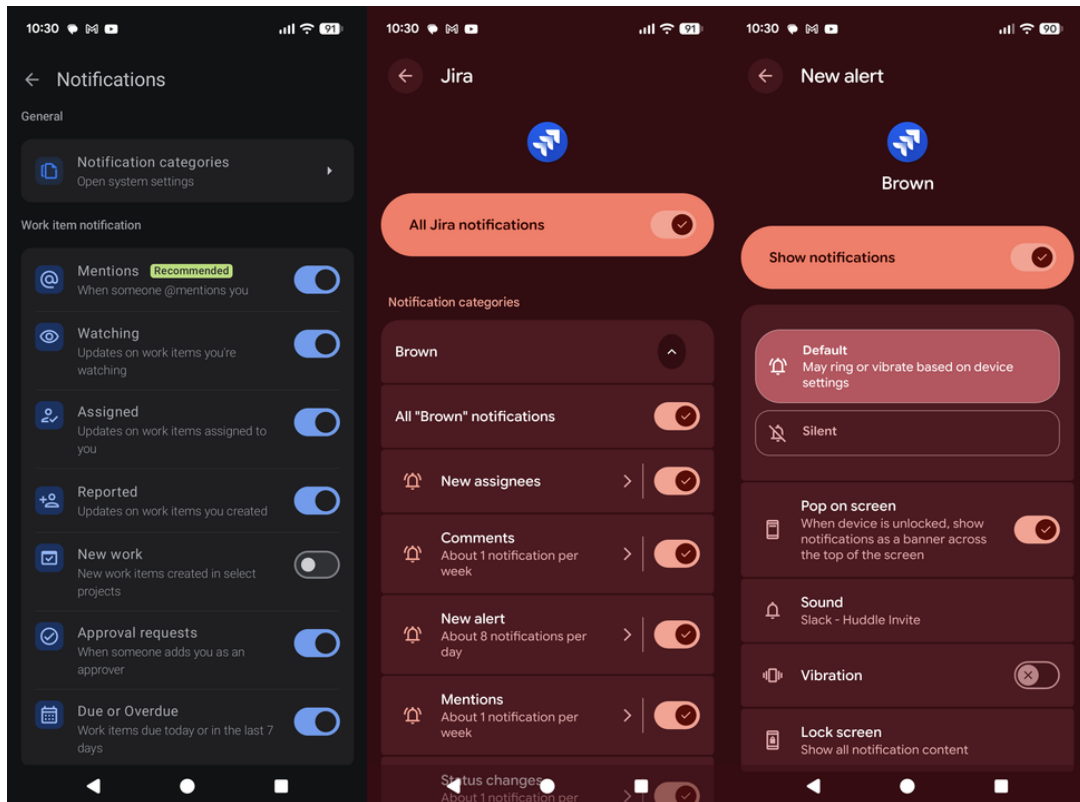 10:30
91
Notifications
General
Notification categories
Open system settings
Work item notification
Mentions Recommended
When someone @mentions you
Watching
Updates on work items you're
watching
Assigned
Updates on work items assigned to
you
Reported
Updates on work items you created
New work
New work items created in select
projects
Approval requests
When someone adds you as an
approver
Due or Overdue
Work items due today or in the last 7
days
10:30
91
Jira
All Jira notifications
Notification categories
Brown
All "Brown" notifications
New assignees
Comments
About 1 notification per
week
New alert
About 8 notifications per
day
Mentions
About 1 notification per
week
Status changes
About 1 notification per
10:30
90
New alert
Brown
Show notifications
Default
May ring or vibrate based on device
settings
Silent
Pop on screen
When device is unlocked, show
notifications as a banner across
the top of the screen
Sound
Slack - Huddle Invite
Vibration
Lock screen
Show all notification content